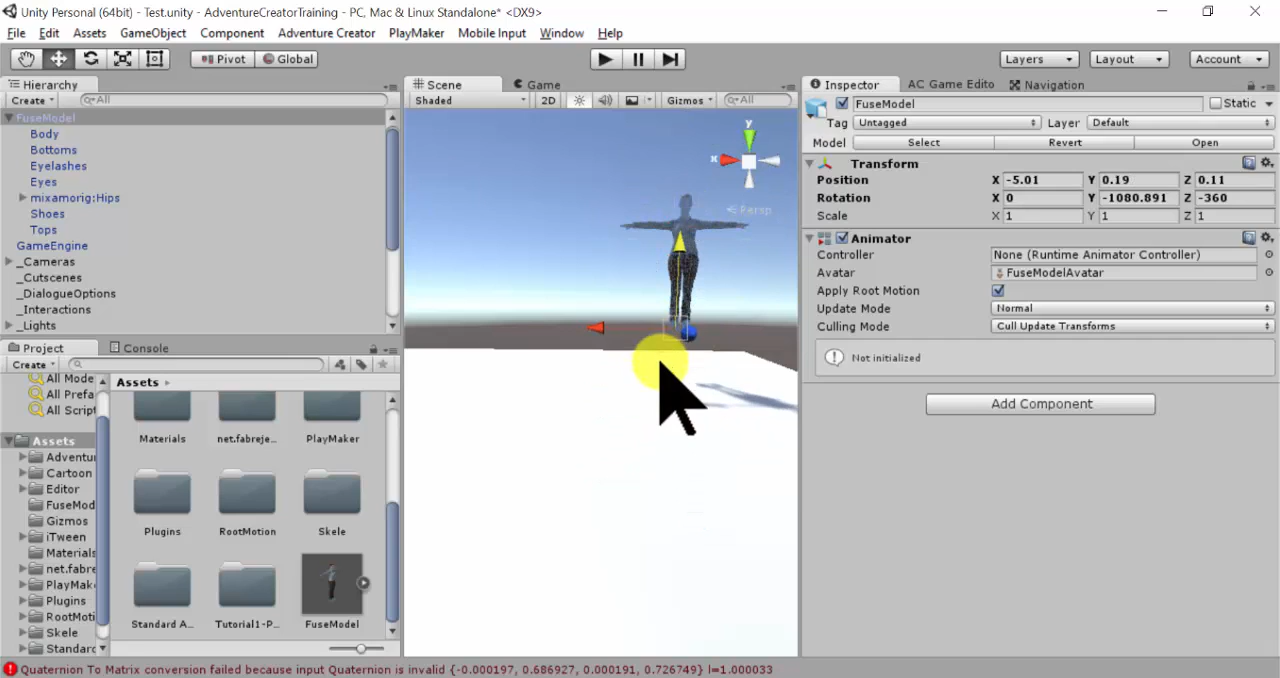 Unity Personal (64bit) - Test.unity - AdventureCreatorTraining - PC, Mac & Linux Standalone* <DX9>
File Edit Assets GameObject Component Adventure Creator PlayMaker Mobile Input Window Help
Pivot Global Layers Layout Account
Hierarchy
Create All
FuseModel
Body
Bottoms
Eyelashes
Eyes
mixamorig:Hips
Shoes
Tops
GameEngine
_Cameras
_Cutscenes
_DialogueOptions
_Interactions
_Lights
Scene Game
Shaded 2D Gizmos All
y
x
Persp
Inspector AC Game Edito Navigation
FuseModel Static
Tag Untagged Layer Default
Model Select Revert Open
Transform
Position X -5.01 Y 0.19 Z 0.11
Rotation X 0 Y -1080.891 Z -360
Scale X 1 Y 1 Z 1
Animator
Controller None (Runtime Animator Controller)
Avatar FuseModelAvatar
Apply Root Motion
Update Mode Normal
Culling Mode Cull Update Transforms
Not initialized
Add Component
Project Console
Create
All Mode
All Prefa
All Script
Assets
Adventu
Cartoon
Editor
FuseMod
Gizmos
iTween
Materials
net.fabre
PlayMak
Plugins
RootMoti
Skele
Standard
Assets
Materials net.fabreje... PlayMaker
Plugins RootMotion Skele
Standard A... Tutorial1-P... FuseModel
Quaternion To Matrix conversion failed because input Quaternion is invalid {-0.000197, 0.686927, 0.000191, 0.726749} l=1.000033